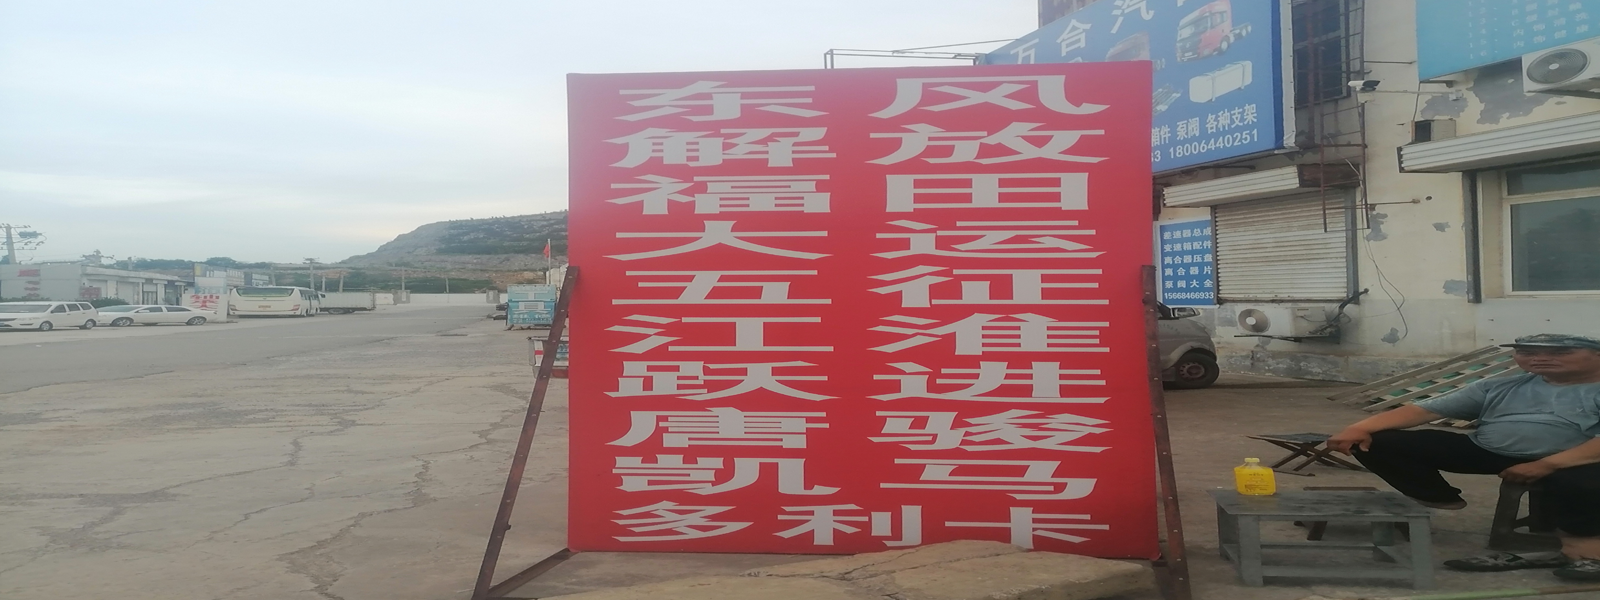 东风
解放
福田
大运
五征
江淮
跃进
唐骏
凯马
多利卡
万合汽
箱件 泵阀 各种支架
18006440251
差速器总成
变速箱配件
离合器压盘
离合器片
泵阀大全
15668466933